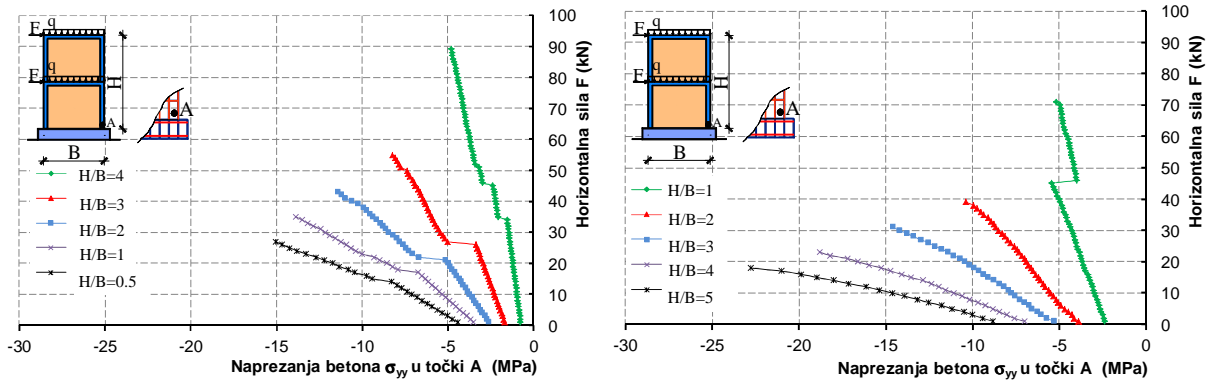 F
q
F
q
H
A
A
B
H/B=4
H/B=3
H/B=2
H/B=1
H/B=0.5
100
90
80
70
60
50
40
30
20
10
0
Horizontalna sila F (kN)
-30 -25 -20 -15 -10 -5 0
Naprezanja betona σyy u točki A (MPa)
F
q
F
q
H
A
A
B
H/B=1
H/B=2
H/B=3
H/B=4
H/B=5
100
90
80
70
60
50
40
30
20
10
0
Horizontalna sila F (kN)
-30 -25 -20 -15 -10 -5 0
Naprezanja betona σyy u točki A (MPa)